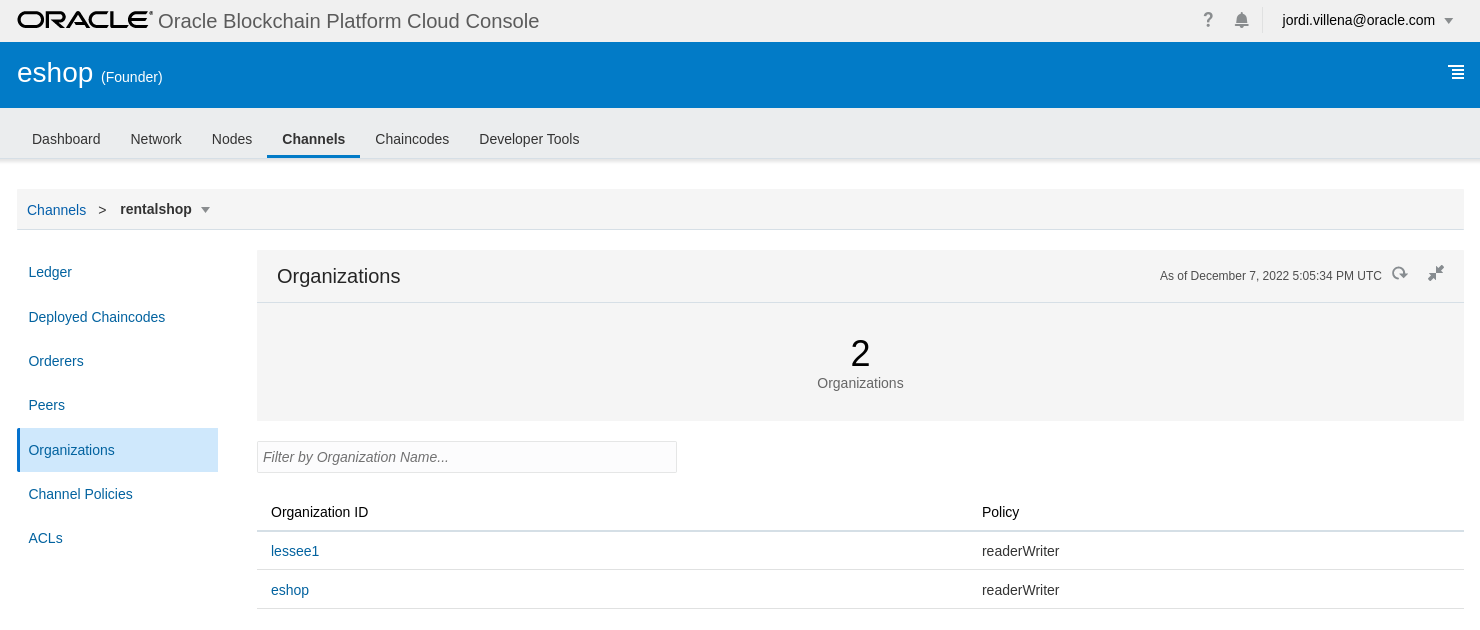 ORACLE® Oracle Blockchain Platform Cloud Console
? jordi.villena@oracle.com
eshop (Founder)
Dashboard Network Nodes Channels Chaincodes Developer Tools
Channels > rentalshop
Ledger
Deployed Chaincodes
Orderers
Peers
Organizations
Channel Policies
ACLs
Organizations As of December 7, 2022 5:05:34 PM UTC
2
Organizations
Filter by Organization Name...
Organization ID Policy
lessee1 readerWriter
eshop readerWriter